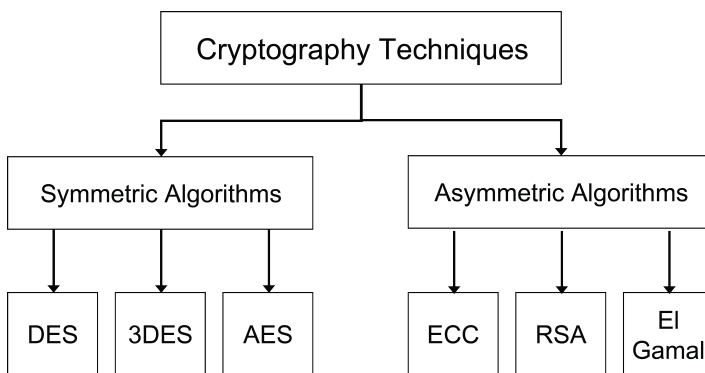 Cryptography Techniques
Symmetric Algorithms
Asymmetric Algorithms
DES
3DES
AES
ECC
RSA
El
Gamal